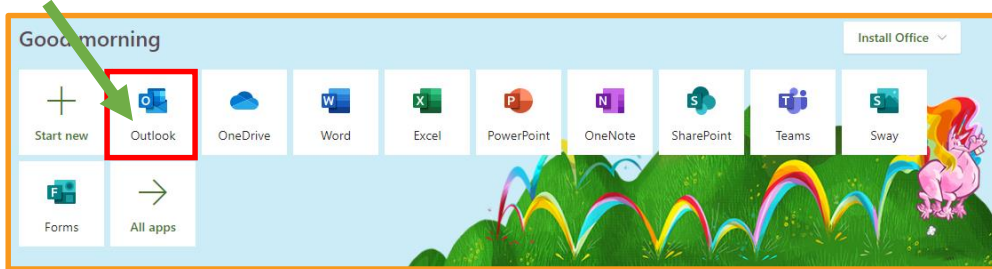 Good morning
Install Office
Start new
Outlook
OneDrive
Word
Excel
PowerPoint
OneNote
SharePoint
Teams
Sway
Forms
All apps